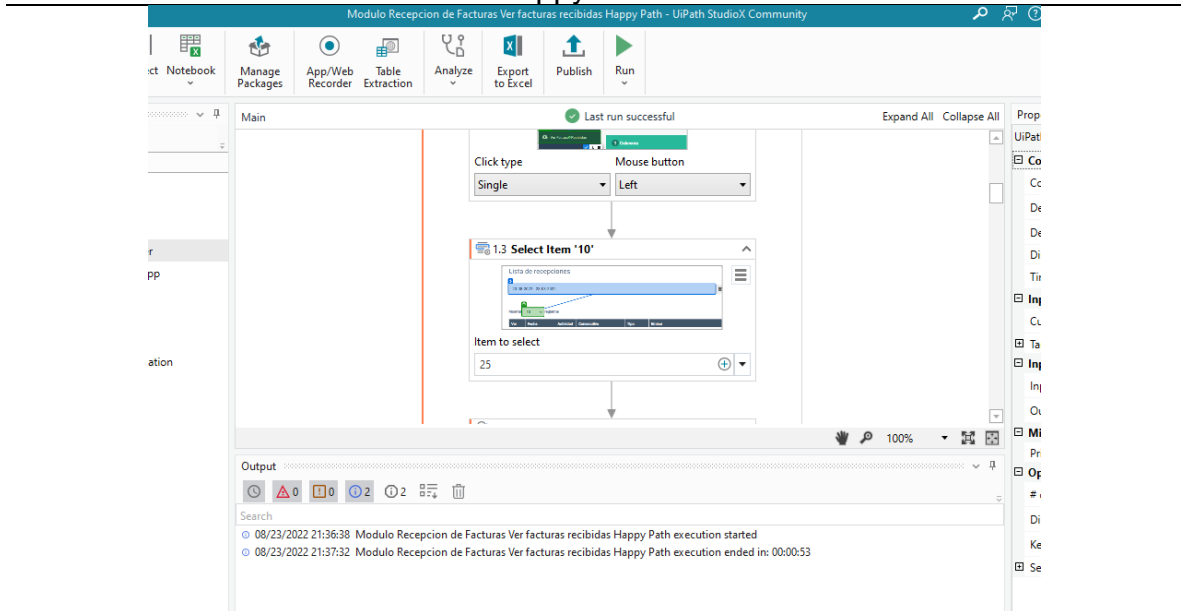 Modulo Recepcion de Facturas Ver facturas recibidas Happy Path - UiPath StudioX Community
ct Notebook
Manage Packages
App/Web Recorder
Table Extraction
Analyze
Export to Excel
Publish
Run
Main
Last run successful
Expand All Collapse All
Prop
UiPat
Click type
Mouse button
Single
Left
Co
Cc
De
De
Di
Tir
r
PP
1.3 Select Item '10'
Lista de recepciones
Item to select
25
ation
Inp
Cu
Ta
Inp
Inp
Ou
100%
Mi
Pri
Output
Op
0
0
2
2
# o
Search
Di
08/23/2022 21:36:38 Modulo Recepcion de Facturas Ver facturas recibidas Happy Path execution started
Ke
08/23/2022 21:37:32 Modulo Recepcion de Facturas Ver facturas recibidas Happy Path execution ended in: 00:00:53
Se